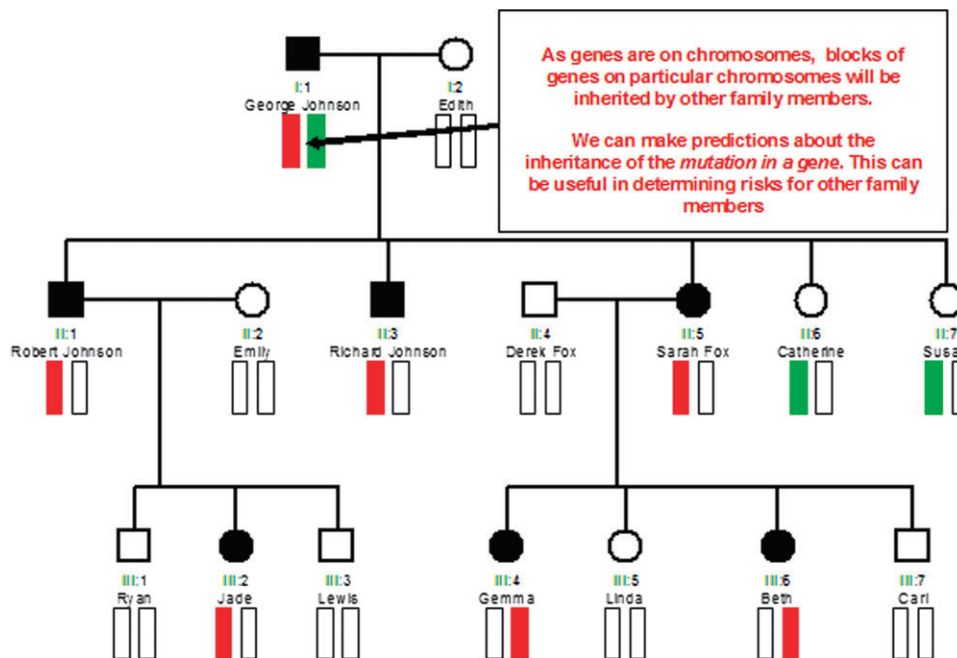 As genes are on chromosomes, blocks of
genes on particular chromosomes will be
inherited by other family members.
We can make predictions about the
inheritance of the mutation in a gene. This can
be useful in determining risks for other family
members
I:1
George Johnson
I:2
Edith
II:1
Robert Johnson
II:2
Emily
II:3
Richard Johnson
II:4
Derek Fox
II:5
Sarah Fox
II:6
Catherine
II:7
Susa
III:1
Ryan
III:2
Jade
III:3
Lewis
III:4
Gemma
III:5
Linda
III:6
Beth
III:7
Carl